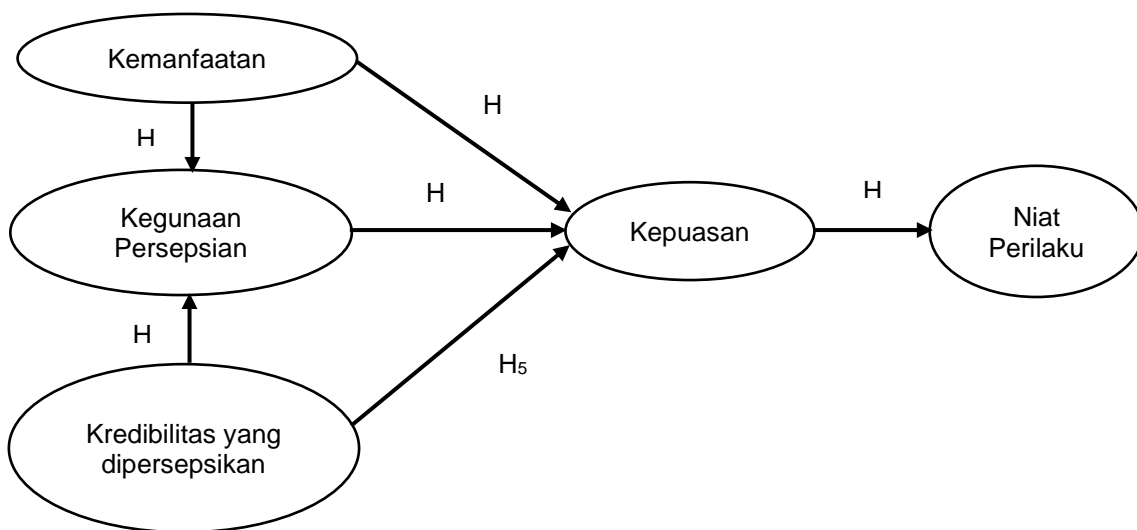 Kemanfaatan
H
H
Kegunaan
Persepsian
H
Kepuasan
H
Niat
Perilaku
H
H₅
Kredibilitas yang
dipersepsikan